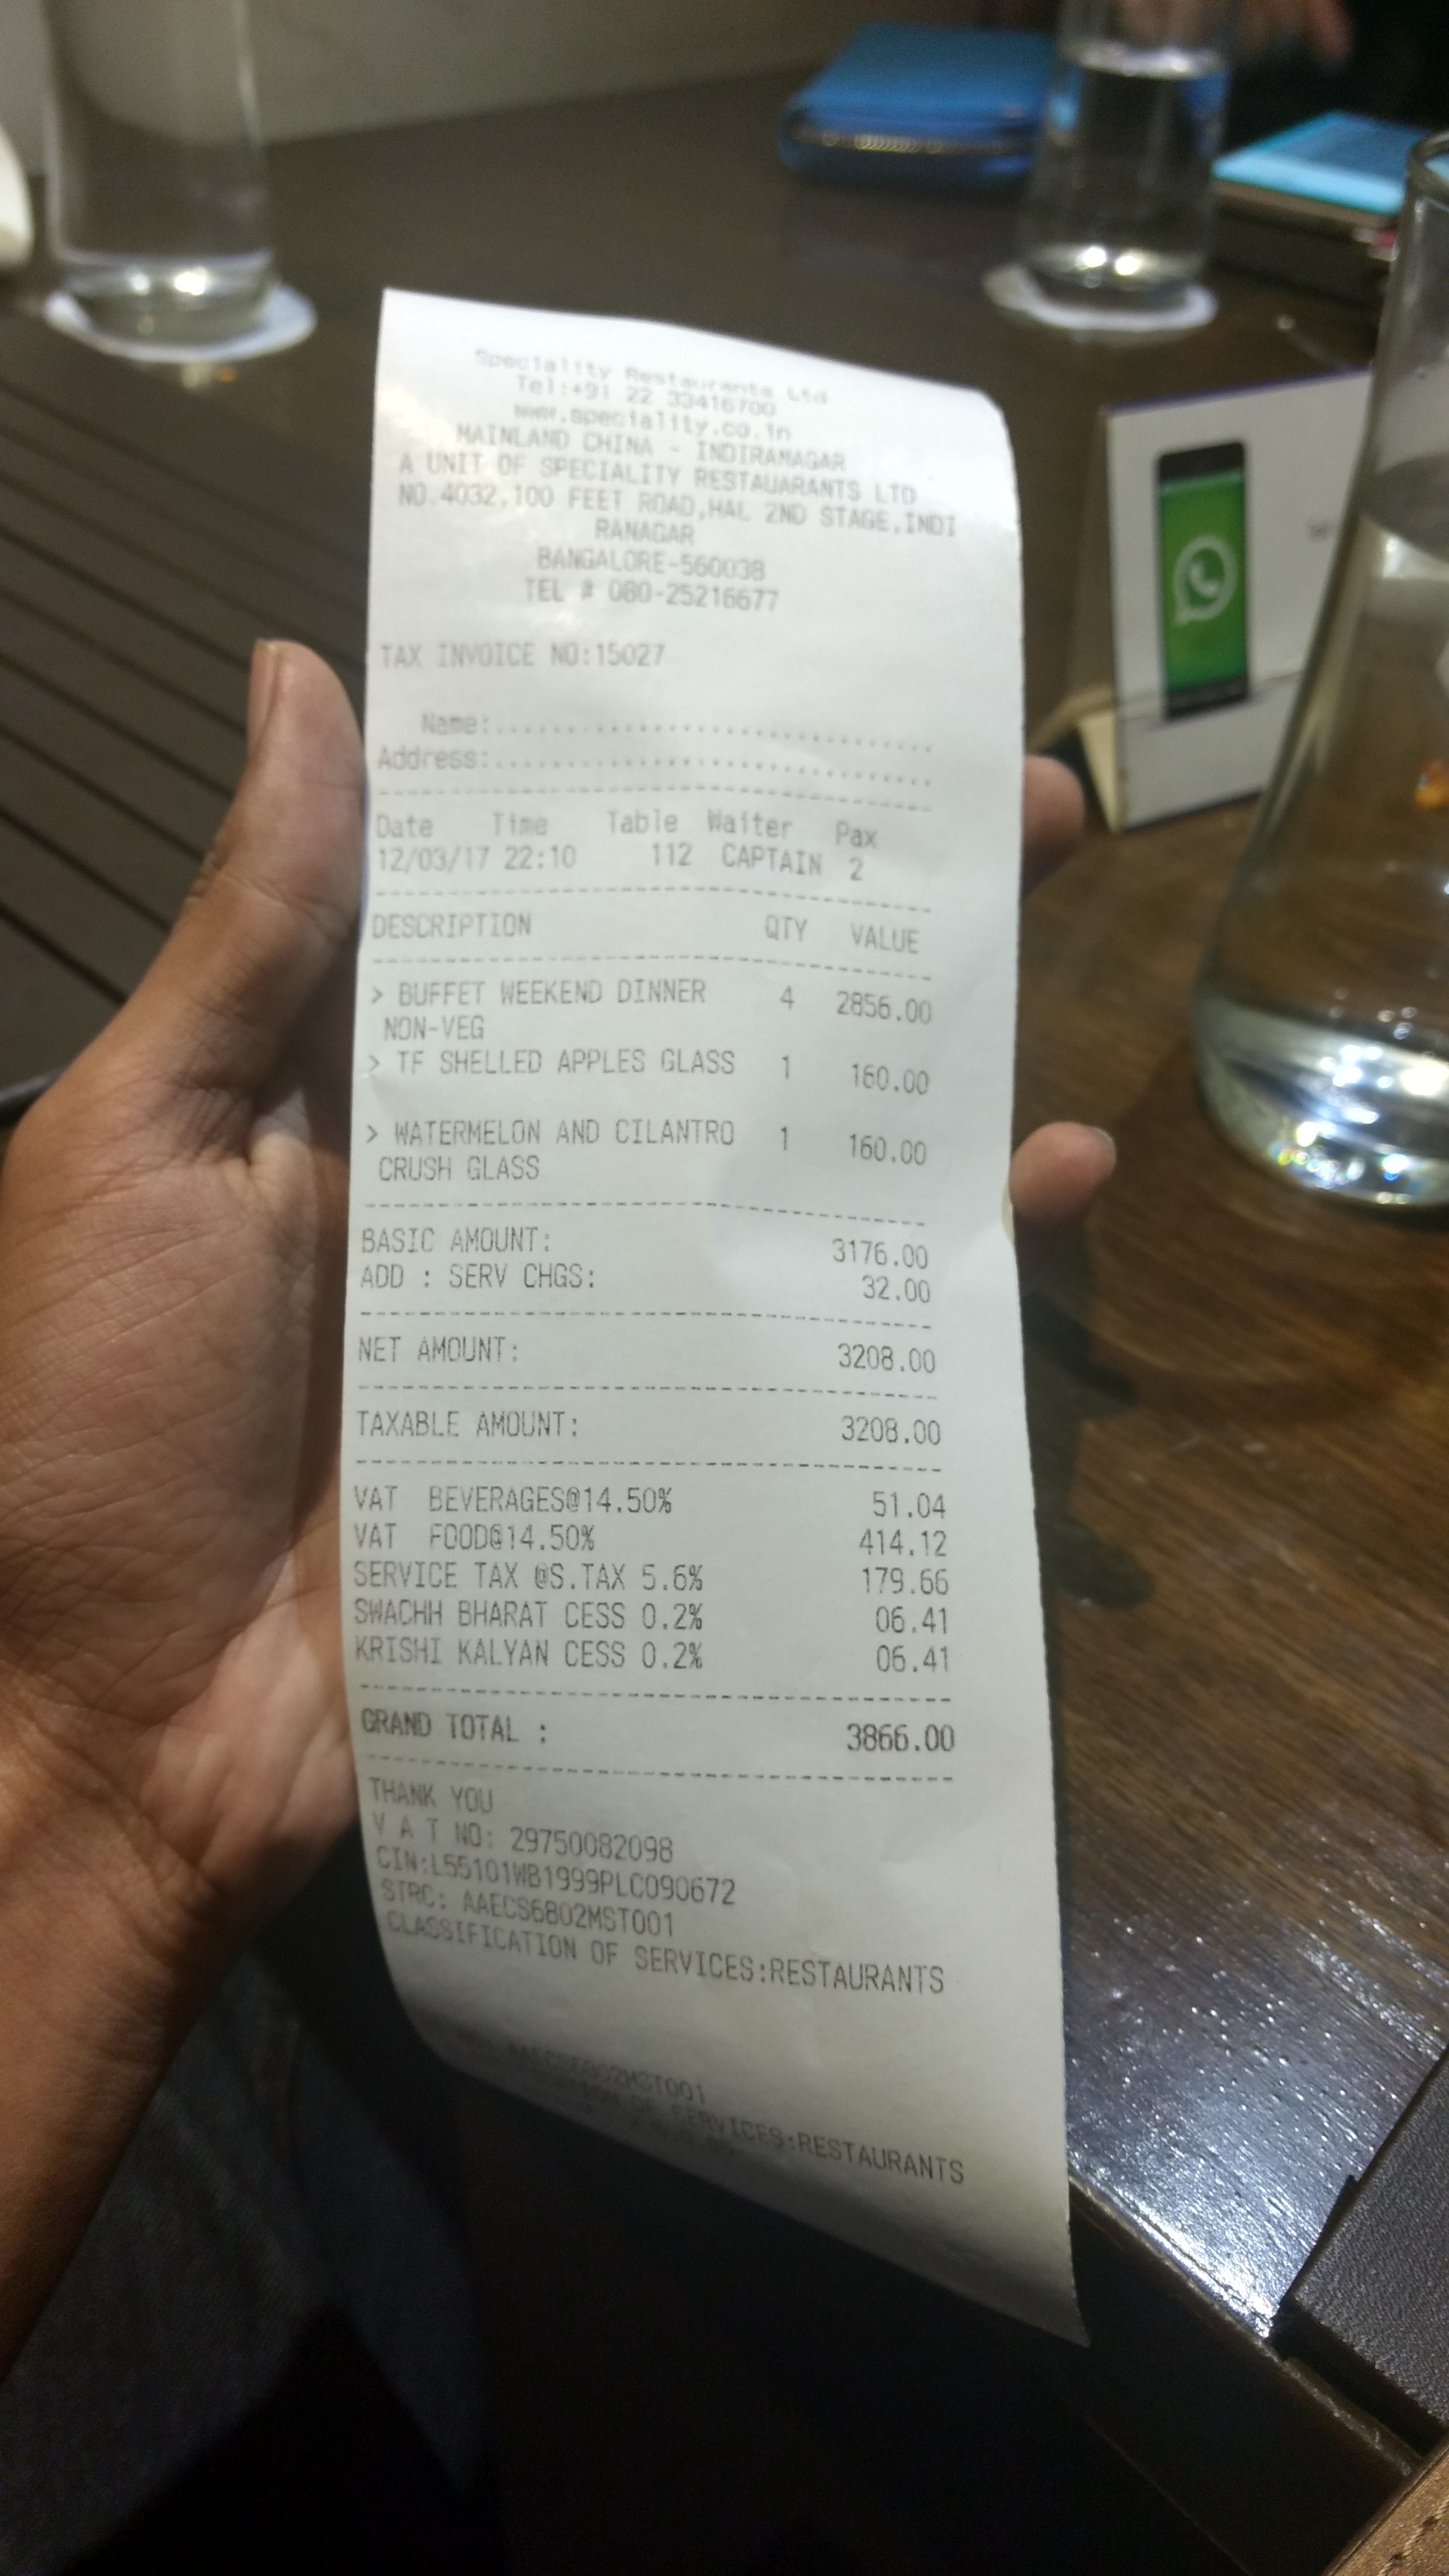 Speciality Restaurants Ltd
Tel:+91 22 33416700
www.speciality.co.in
MAINLAND CHINA - INDIRANAGAR
A UNIT OF SPECIALITY RESTAUARANTS LTD
NO.4032,100 FEET ROAD,HAL 2ND STAGE,INDI
RANAGAR
BANGALORE-560038
TEL # 080-25216677
TAX INVOICE NO:15027
Name:..............................
Address:..............................
Date Time Table Waiter Pax
12/03/17 22:10 112 CAPTAIN 2
DESCRIPTION QTY VALUE
> BUFFET WEEKEND DINNER 4 2856.00
NON-VEG
> TF SHELLED APPLES GLASS 1 160.00
> WATERMELON AND CILANTRO 1 160.00
CRUSH GLASS
BASIC AMOUNT: 3176.00
ADD : SERV CHGS: 32.00
NET AMOUNT: 3208.00
TAXABLE AMOUNT: 3208.00
VAT BEVERAGES@14.50% 51.04
VAT FOOD@14.50% 414.12
SERVICE TAX @S.TAX 5.6% 179.66
SWACHH BHARAT CESS 0.2% 06.41
KRISHI KALYAN CESS 0.2% 06.41
GRAND TOTAL : 3866.00
THANK YOU
V A T NO: 29750082098
CIN:L55101WB1999PLC090672
STRC: AAECS6802MST001
CLASSIFICATION OF SERVICES:RESTAURANTS
AAECS6802MST001
OF SERVICES:RESTAURANTS